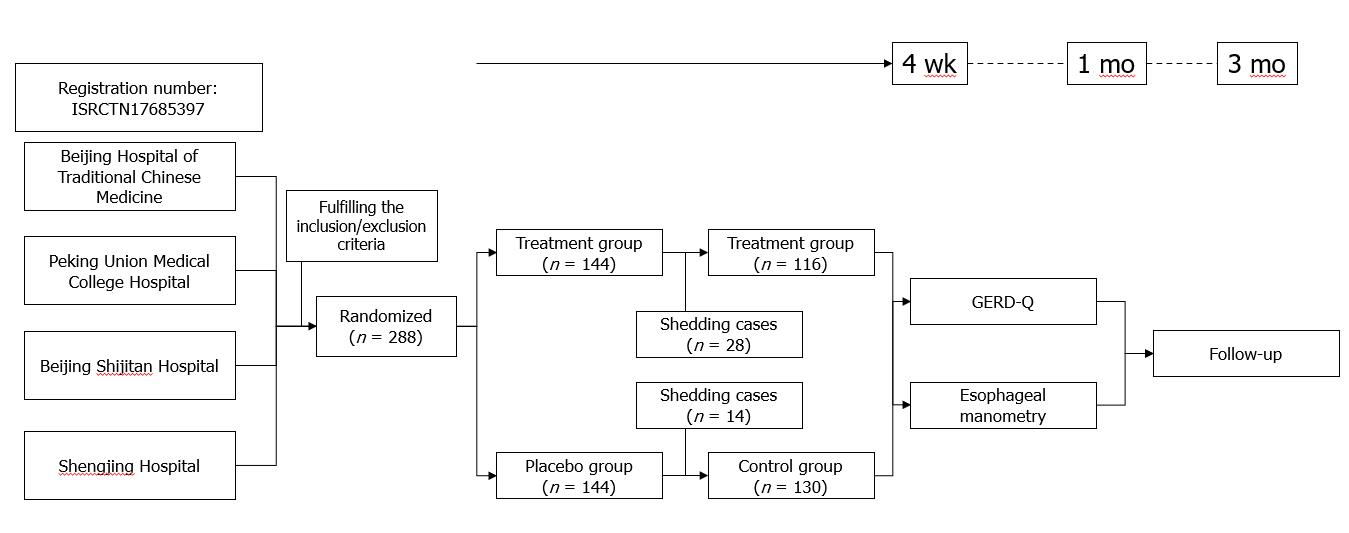 4 wk
1 mo
3 mo
Registration number:
ISRCTN17685397
Beijing Hospital of
Traditional Chinese
Medicine
Peking Union Medical
College Hospital
Beijing Shijitan Hospital
Shengjing Hospital
Fulfilling the
inclusion/exclusion
criteria
Randomized
(n = 288)
Treatment group
(n = 144)
Treatment group
(n = 116)
Shedding cases
(n = 28)
Shedding cases
(n = 14)
Placebo group
(n = 144)
Control group
(n = 130)
GERD-Q
Esophageal
manometry
Follow-up